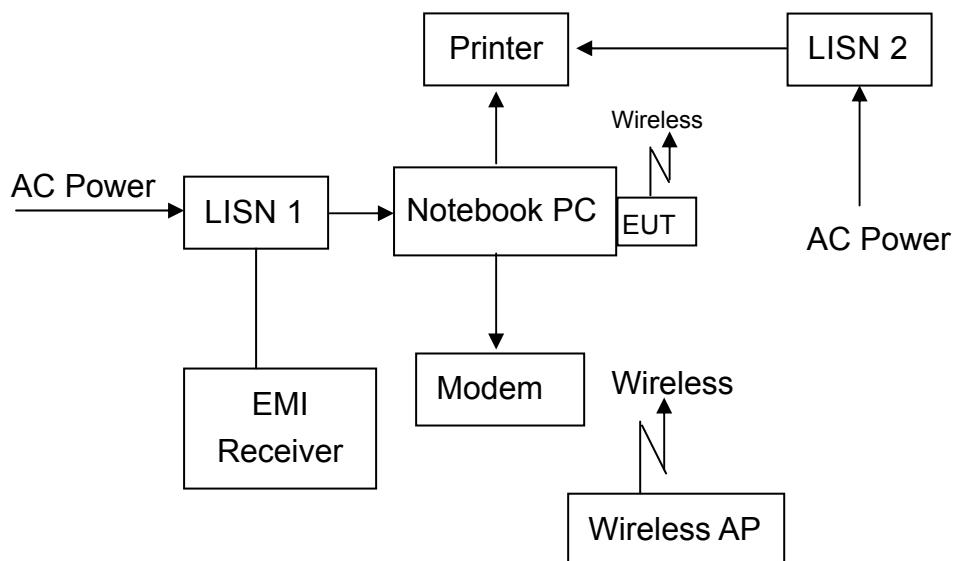 Printer
LISN 2
Wireless
AC Power
LISN 1
Notebook PC
EUT
AC Power
Modem
Wireless
EMI
Receiver
Wireless AP